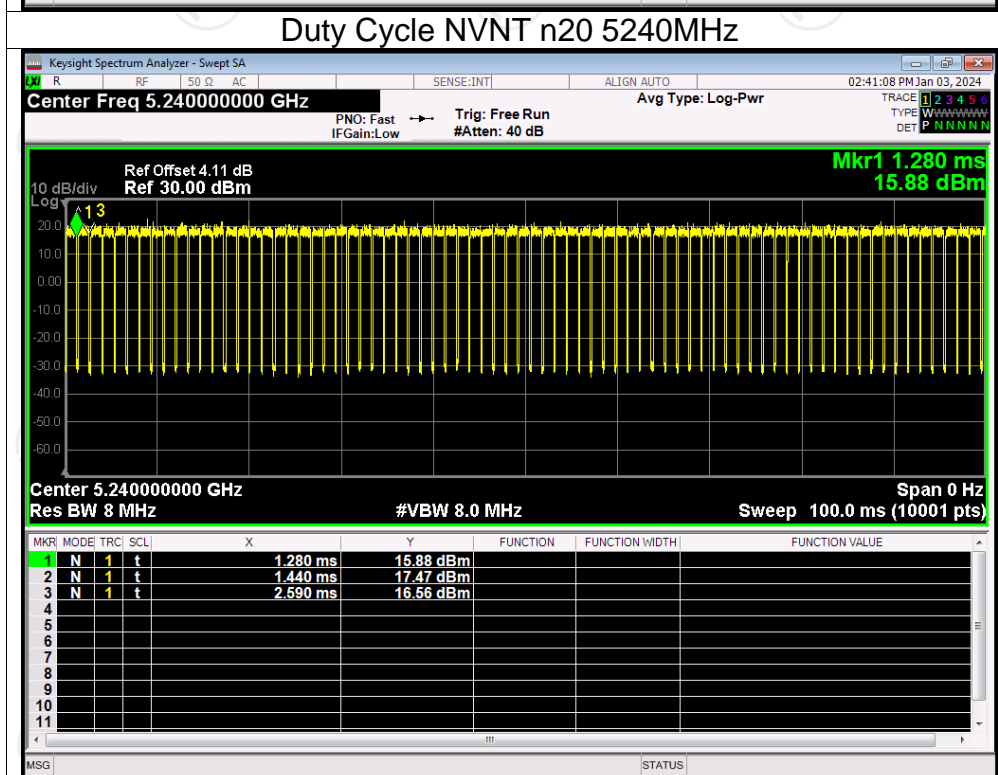 Duty Cycle NVNT n20 5240MHz
Keysight Spectrum Analyzer - Swept SA
LXI R RF 50 Ω AC SENSE:INT ALIGN AUTO 02:41:08 PM Jan 03, 2024
Center Freq 5.240000000 GHz Avg Type: Log-Pwr TRACE 1 2 3 4 5 6
PNO: Fast Trig: Free Run TYPE WWWWWW
IFGain:Low #Atten: 40 dB DET P N N N N N
Mkr1 1.280 ms
Ref Offset 4.11 dB
10 dB/div Ref 30.00 dBm 15.88 dBm
Log
1 3
20.0
10.0
0.00
-10.0
-20.0
-30.0
-40.0
-50.0
-60.0
Center 5.240000000 GHz Span 0 Hz
Res BW 8 MHz #VBW 8.0 MHz Sweep 100.0 ms (10001 pts)
MKR MODE TRC SCL X Y FUNCTION FUNCTION WIDTH FUNCTION VALUE
1 N 1 t 1.280 ms 15.88 dBm
2 N 1 t 1.440 ms 17.47 dBm
3 N 1 t 2.590 ms 16.56 dBm
4
5
6
7
8
9
10
11
MSG STATUS